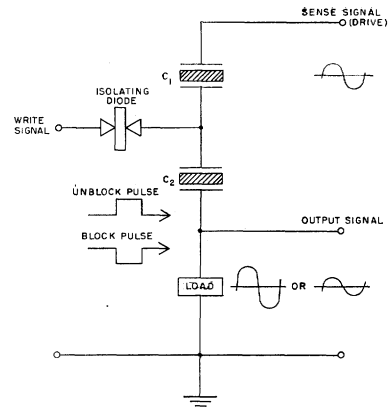 SENSE SIGNAL
(DRIVE)
C1
ISOLATING
DIODE
WRITE
SIGNAL
C2
UNBLOCK PULSE
OUTPUT SIGNAL
BLOCK PULSE
LOAD
OR